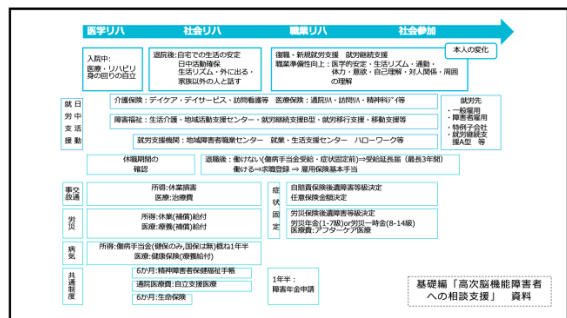 医学リハ 社会リハ 職業リハ 社会参加
本人の変化
入院中:
医療・リハビリ
身の回りの自立
退院後:自宅での生活の安定
日中活動確保
生活リズム・外に出る・
家族以外の人と話す
復職・新規就労支援 就労継続支援
職業準備性向上:医学的安定・生活リズム・通勤・
体力・意欲・自己理解・対人関係・周囲
の理解
日中活動
就労支援
介護保険:デイケア・デイサービス・訪問看護等 医療保険:通院リハ・訪問リハ・精神科デイ等
障害福祉:生活介護・地域活動支援センター・就労継続支援B型、就労移行支援・移動支援等
就労支援機関:地域障害者職業センター 就業・生活支援センター ハローワーク等
就労先
・一般雇用
・障害者雇用
・特例子会社
・就労継続支
援A型 等
休職期間の
確認
退職後:働けない(傷病手当金受給・症状固定前)⇒受給延長届(最長3年間)
働ける⇒求職登録 ⇒ 雇用保険基本手当
交通
事故
所得:休業損害
医療:治療費
症状固定
自賠責保険後遺障害等級決定
任意保険金額決定
労災
所得:休業(補償)給付
医療:療養(補償)給付
労災保険後遺障害等級決定
労災年金(1-7級)or労災一時金(8-14級)
医療費:アフターケア医療
病気
所得:傷病手当金(健保のみ,国保は無)概ね1年半
医療:健康保険(療養給付)
共通制度
6か月:精神障害者保健福祉手帳
通院医療費:自立支援医療
6か月:生命保険
1年半:
障害年金申請
基礎編「高次脳機能障害者
への相談支援」 資料